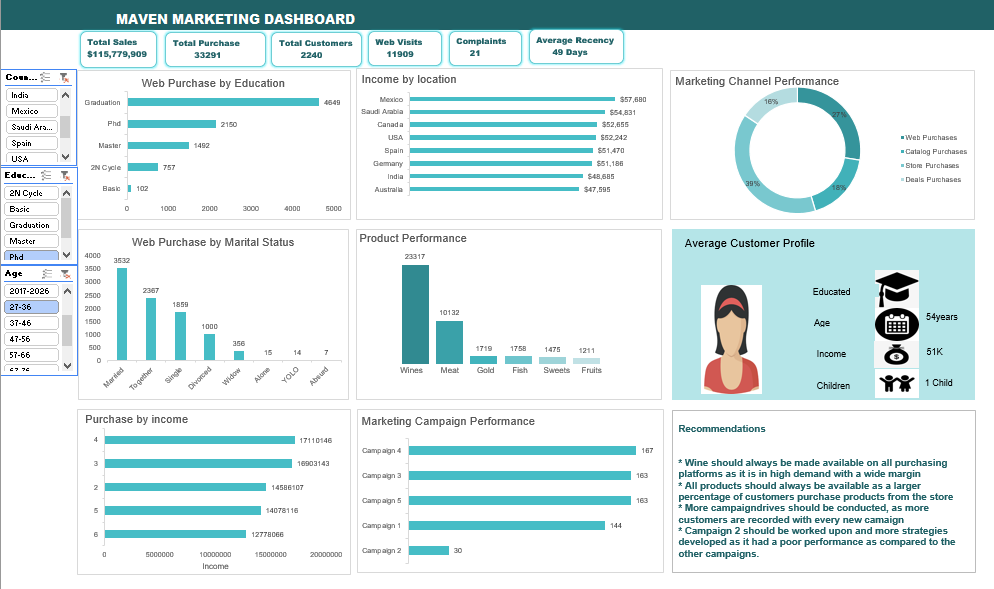 MAVEN MARKETING DASHBOARD
Total Sales
$115,779,909
Total Purchase
33291
Total Customers
2240
Web Visits
11909
Complaints
21
Average Recency
49 Days
Coun...
India
Mexico
Saudi Ara...
Spain
USA
Educ...
2N Cycle
Basic
Graduation
Master
Phd
Age
2017-2026
27-36
37-46
47-56
57-66
67-76
Web Purchase by Education
Graduation 4649
Phd 2150
Master 1492
2N Cycle 757
Basic 102
0 1000 2000 3000 4000 5000
Income by location
Mexico $57,680
Saudi Arabia $54,831
Canada $52,655
USA $52,242
Spain $51,470
Germany $51,186
India $48,685
Australia $47,595
Marketing Channel Performance
16%
27%
39%
18%
Web Purchases
Catalog Purchases
Store Purchases
Deals Purchases
Web Purchase by Marital Status
4000
3500
3000
2500
2000
1500
1000
500
0
3532
2367
1859
1000
356
15
14
7
Married
Together
Single
Divorced
Widow
Alone
YOLO
Absurd
Product Performance
23317
10132
1719
1758
1475
1211
Wines Meat Gold Fish Sweets Fruits
Average Customer Profile
Educated
Age 54years
Income 51K
$
Children 1 Child
Purchase by income
4 17110146
3 16903143
2 14586107
5 14078116
6 12778066
0 5000000 10000000 15000000 20000000
Income
Marketing Campaign Performance
Campaign 4 167
Campaign 3 163
Campaign 5 163
Campaign 1 144
Campaign 2 30
Recommendations
* Wine should always be made available on all purchasing
platforms as it is in high demand with a wide margin
* All products should always be available as a larger
percentage of customers purchase products from the store
* More campaigndrives should be conducted, as more
customers are recorded with every new camaign
* Campaign 2 should be worked upon and more strategies
developed as it had a poor performance as compared to the
other campaigns.